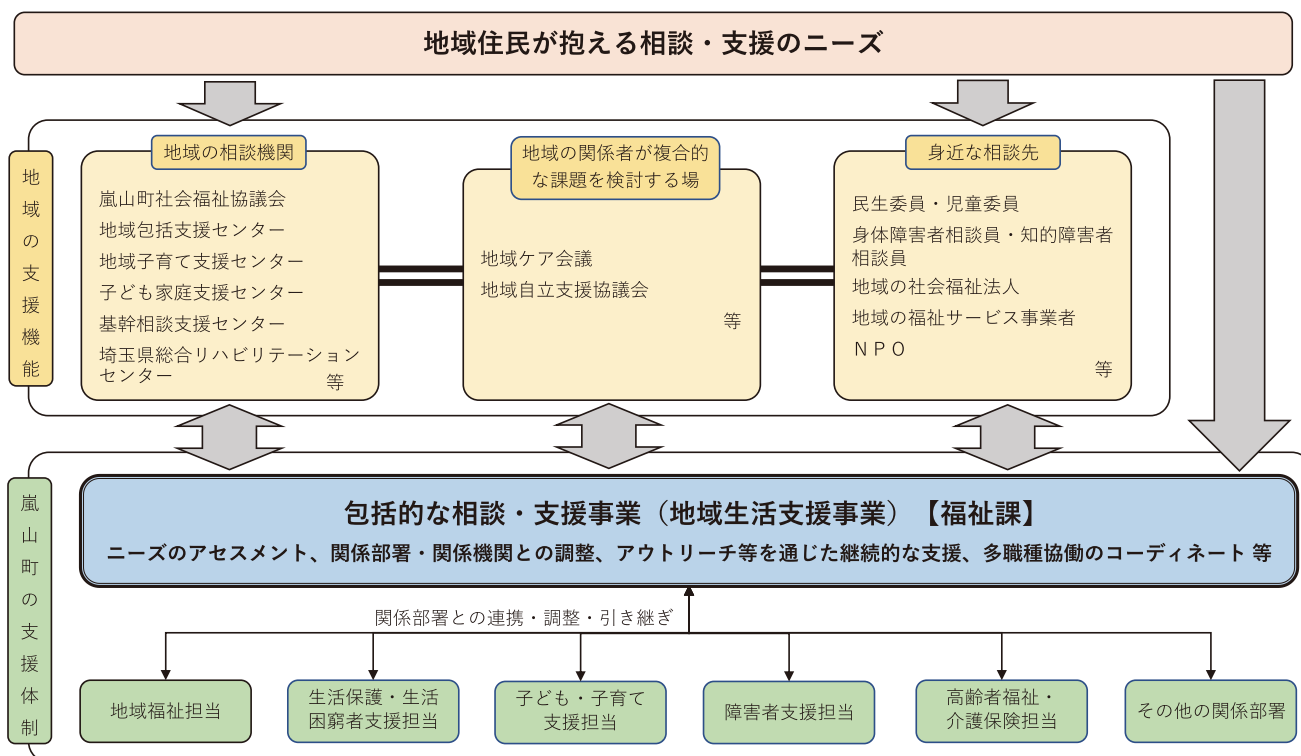 地域住民が抱える相談・支援のニーズ
地域の支援機能
地域の相談機関
嵐山町社会福祉協議会
地域包括支援センター
地域子育て支援センター
子ども家庭支援センター
基幹相談支援センター
埼玉県総合リハビリテーション
センター
等
地域の関係者が複合的
な課題を検討する場
地域ケア会議
地域自立支援協議会
等
身近な相談先
民生委員・児童委員
身体障害者相談員・知的障害者
相談員
地域の社会福祉法人
地域の福祉サービス事業者
ＮＰＯ
等
嵐山町の支援体制
包括的な相談・支援事業（地域生活支援事業）【福祉課】
ニーズのアセスメント、関係部署・関係機関との調整、アウトリーチ等を通じた継続的な支援、多職種協働のコーディネート 等
関係部署との連携・調整・引き継ぎ
地域福祉担当
生活保護・生活
困窮者支援担当
子ども・子育て
支援担当
障害者支援担当
高齢者福祉・
介護保険担当
その他の関係部署